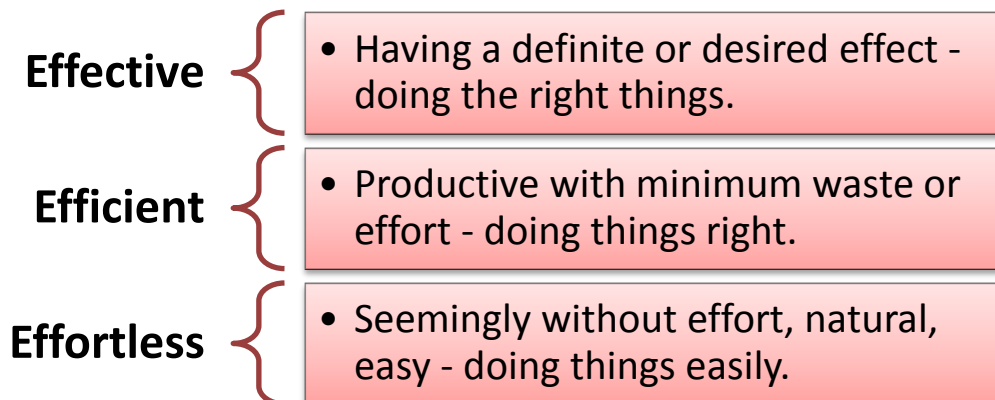 Effective
• Having a definite or desired effect -
doing the right things.
Efficient
• Productive with minimum waste or
effort - doing things right.
Effortless
• Seemingly without effort, natural,
easy - doing things easily.